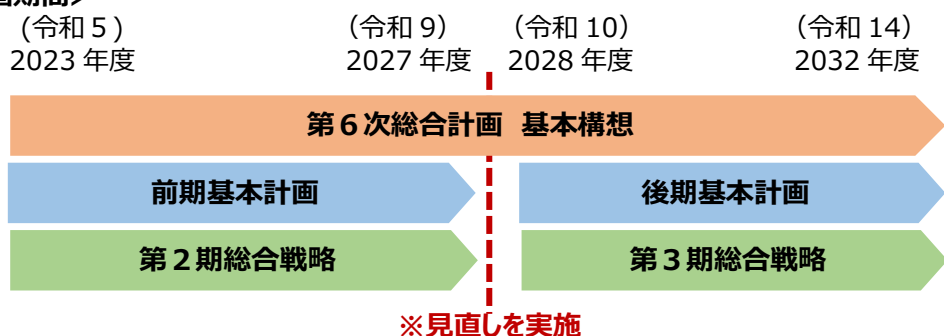 (令和５)　（令和９）　（令和 10）　（令和 14）
2023 年度　2027 年度　2028 年度　2032 年度
第６次総合計画 基本構想
前期基本計画　後期基本計画
第２期総合戦略　第３期総合戦略
※見直しを実施